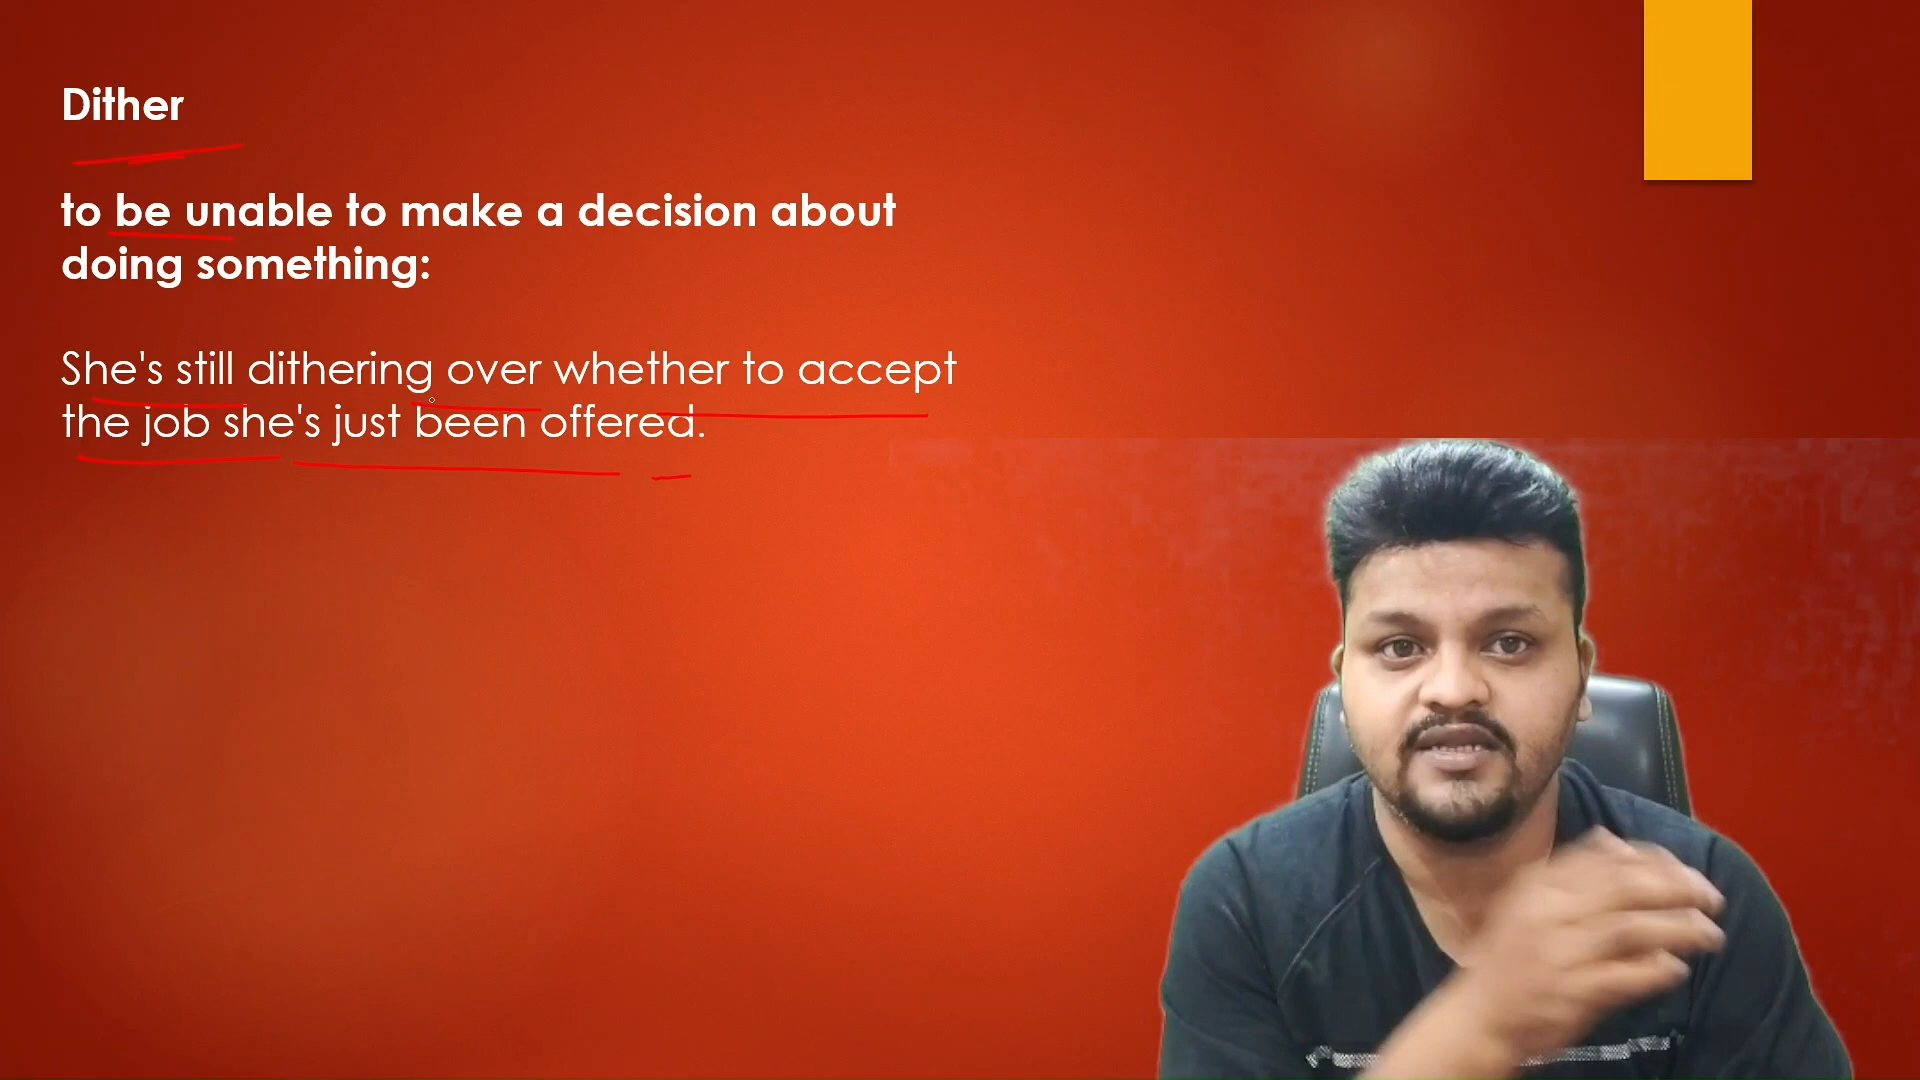 Dither
to be unable to make a decision about
doing something:
She's still dithering over whether to accept
the job she's just been offered.